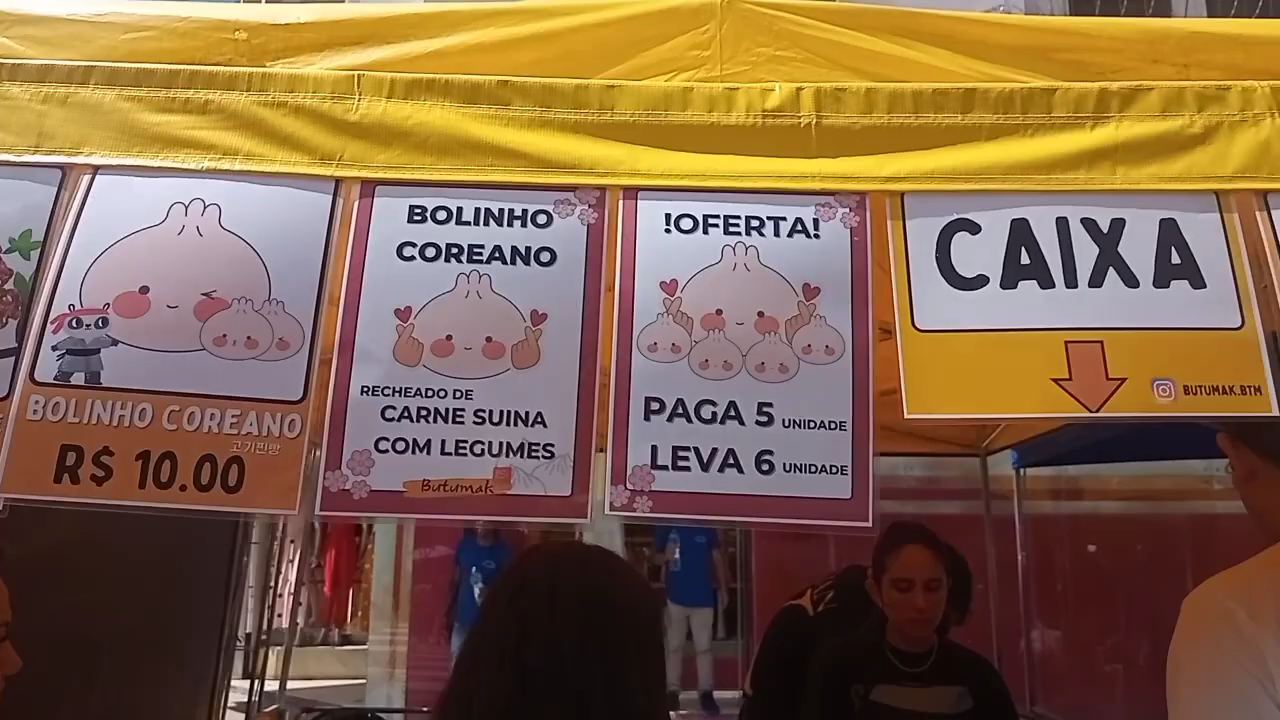 BOLINHO COREANO
고기찐빵
R$ 10.00
BOLINHO
COREANO
RECHEADO DE
CARNE SUINA
COM LEGUMES
Butumak
!OFERTA!
PAGA 5 UNIDADE
LEVA 6 UNIDADE
CAIXA
BUTUMAK.BTM